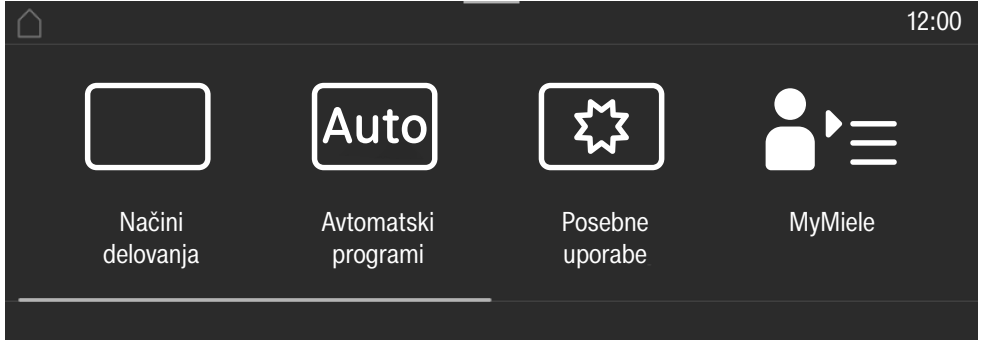 12:00
Auto
Načini
delovanja
Avtomatski
programi
Posebne
uporabe
MyMiele